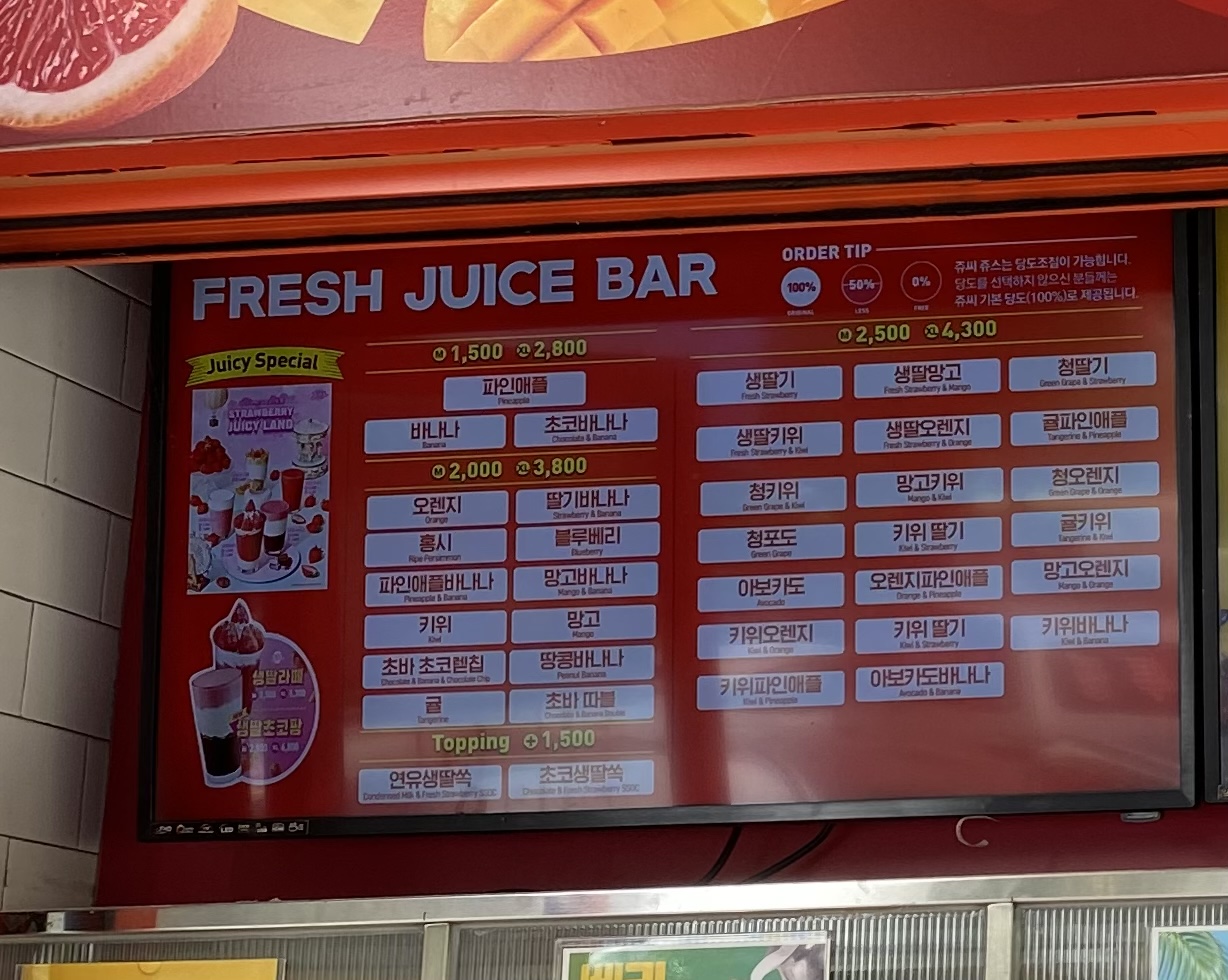 FRESH JUICE BAR
ORDER TIP
100%
50%
0%
ORIGINAL
LESS
FREE
쥬씨 쥬스는 당도조절이 가능합니다.
당도를 선택하지 않으신 분들께는
쥬씨 기본 당도(100%)로 제공됩니다.
Juicy Special
STRAWBERRY
JUICY LAND
생딸라떼
생딸초코팡
M 1,500 XL 2,800
파인애플
Pineapple
바나나
Banana
초코바나나
Chocolate & Banana
M 2,000 XL 3,800
오렌지
Orange
딸기바나나
Strawberry & Banana
홍시
Ripe Persimmon
블루베리
Blueberry
파인애플바나나
Pineapple & Banana
망고바나나
Mango & Banana
키위
Kiwi
망고
Mango
초바 초코렛칩
Chocolate & Banana & Chocolate Chip
땅콩바나나
Peanut Banana
귤
Tangerine
초바 따블
Chocolate & Banana Double
Topping + 1,500
연유생딸쏙
Condensed Milk & Fresh Strawberry SSOC
초코생딸쏙
Chocolate & Fresh Strawberry SSOC
M 2,500 XL 4,300
생딸기
Fresh Strawberry
생딸망고
Fresh Strawberry & Mango
청딸기
Green Grape & Strawberry
생딸키위
Fresh Strawberry & Kiwi
생딸오렌지
Fresh Strawberry & Orange
귤파인애플
Tangerine & Pineapple
청키위
Green Grape & Kiwi
망고키위
Mango & Kiwi
청오렌지
Green Grape & Orange
청포도
Green Grape
키위 딸기
Kiwi & Strawberry
귤키위
Tangerine & Kiwi
아보카도
Avocado
오렌지파인애플
Orange & Pineapple
망고오렌지
Mango & Orange
키위오렌지
Kiwi & Orange
키위 딸기
Kiwi & Strawberry
키위바나나
Kiwi & Banana
키위파인애플
Kiwi & Pineapple
아보카도바나나
Avocado & Banana